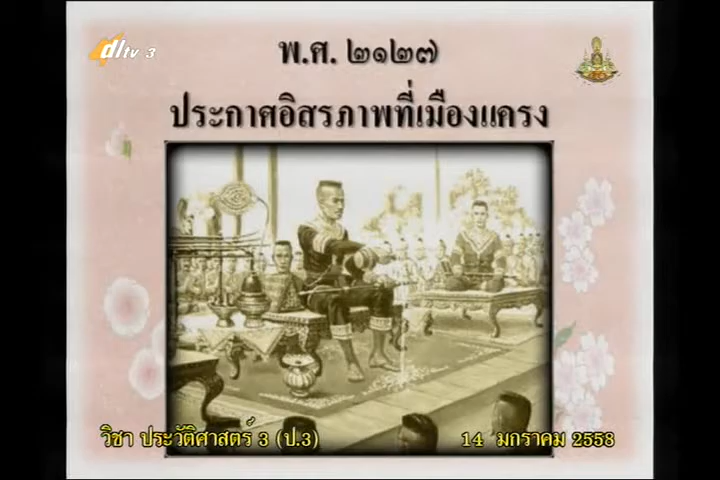 dltv 3
พ.ศ. ๒๑๒๗
ประกาศอิสรภาพที่เมืองแครง
วิชา ประวัติศาสตร์ 3 (ป.3)
14 มกราคม 2558